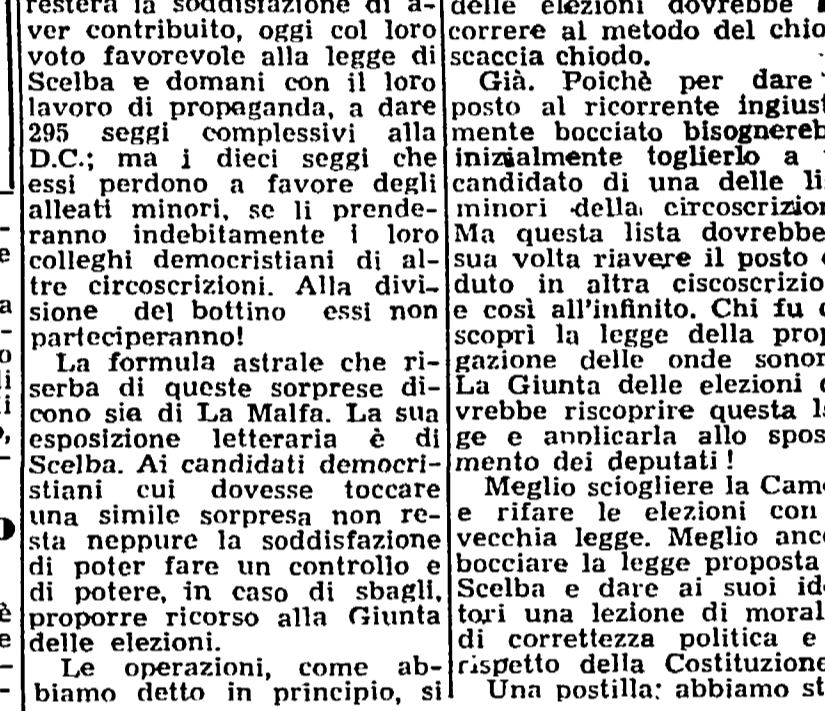 resterà la soddisfazione di a-
ver contribuito, oggi col loro
voto favorevole alla legge di
Scelba e domani con il loro
lavoro di propaganda, a dare
295 seggi complessivi alla
D.C.; ma i dieci seggi che
essi perdono a favore degli
alleati minori, se li prende-
ranno indebitamente i loro
colleghi democristiani di al-
tre circoscrizioni. Alla divi-
sione del bottino essi non
parteciperanno!
La formula astrale che ri-
serba di queste sorprese di-
cono sia di La Malfa. La sua
esposizione letteraria è di
Scelba. Ai candidati democri-
stiani cui dovesse toccare
una simile sorpresa non re-
sta neppure la soddisfazione
di poter fare un controllo e
di potere, in caso di sbagli,
proporre ricorso alla Giunta
delle elezioni.
Le operazioni, come ab-
biamo detto in principio, si
delle elezioni dovrebbe
correre al metodo del chio
scaccia chiodo.
Già. Poichè per dare
posto al ricorrente ingiust
mente bocciato bisognereb
inizialmente toglierlo a
candidato di una delle li
minori della circoscrizion
Ma questa lista dovrebbe
sua volta riavere il posto
duto in altra ciscoscrizio
e così all'infinito. Chi fu
scoprì la legge della prop
gazione delle onde sonor
La Giunta delle elezioni
vrebbe riscoprire questa l
ge e applicarla allo spos
mento dei deputati!
Meglio sciogliere la Cam
e rifare le elezioni con
vecchia legge. Meglio anc
bocciare la legge proposta
Scelba e dare ai suoi id
tori una lezione di moral
di correttezza politica e
rispetto della Costituzione
Una postilla: abbiamo st